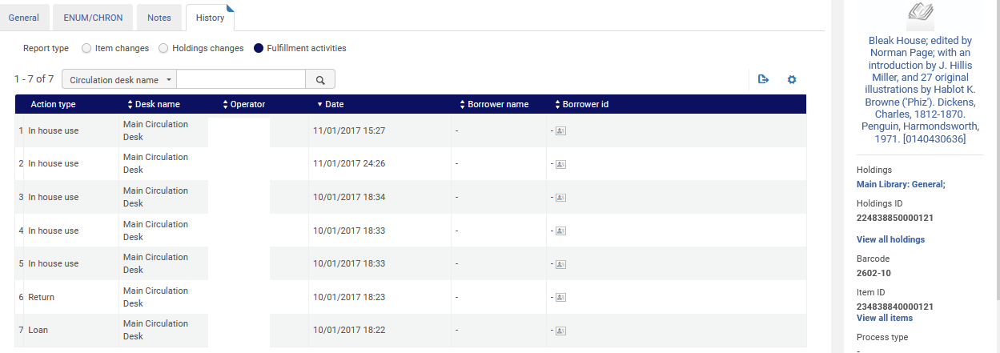 General ENUM/CHRON Notes History
Report type Item changes Holdings changes Fulfillment activities
1 - 7 of 7 Circulation desk name
Action type Desk name Operator Date Borrower name Borrower id
1 In house use Main Circulation Desk 11/01/2017 15:27 - -
2 In house use Main Circulation Desk 11/01/2017 24:26 - -
3 In house use Main Circulation Desk 10/01/2017 18:34 - -
4 In house use Main Circulation Desk 10/01/2017 18:33 - -
5 In house use Main Circulation Desk 10/01/2017 18:33 - -
6 Return Main Circulation Desk 10/01/2017 18:23 - -
7 Loan Main Circulation Desk 10/01/2017 18:22 - -
Bleak House; edited by
Norman Page; with an
introduction by J. Hillis
Miller, and 27 original
illustrations by Hablot K.
Browne ('Phiz'). Dickens,
Charles, 1812-1870.
Penguin, Harmondsworth,
1971. [0140430636]
Holdings
Main Library: General;
Holdings ID
224838850000121
View all holdings
Barcode
2602-10
Item ID
234838840000121
View all items
Process type
-